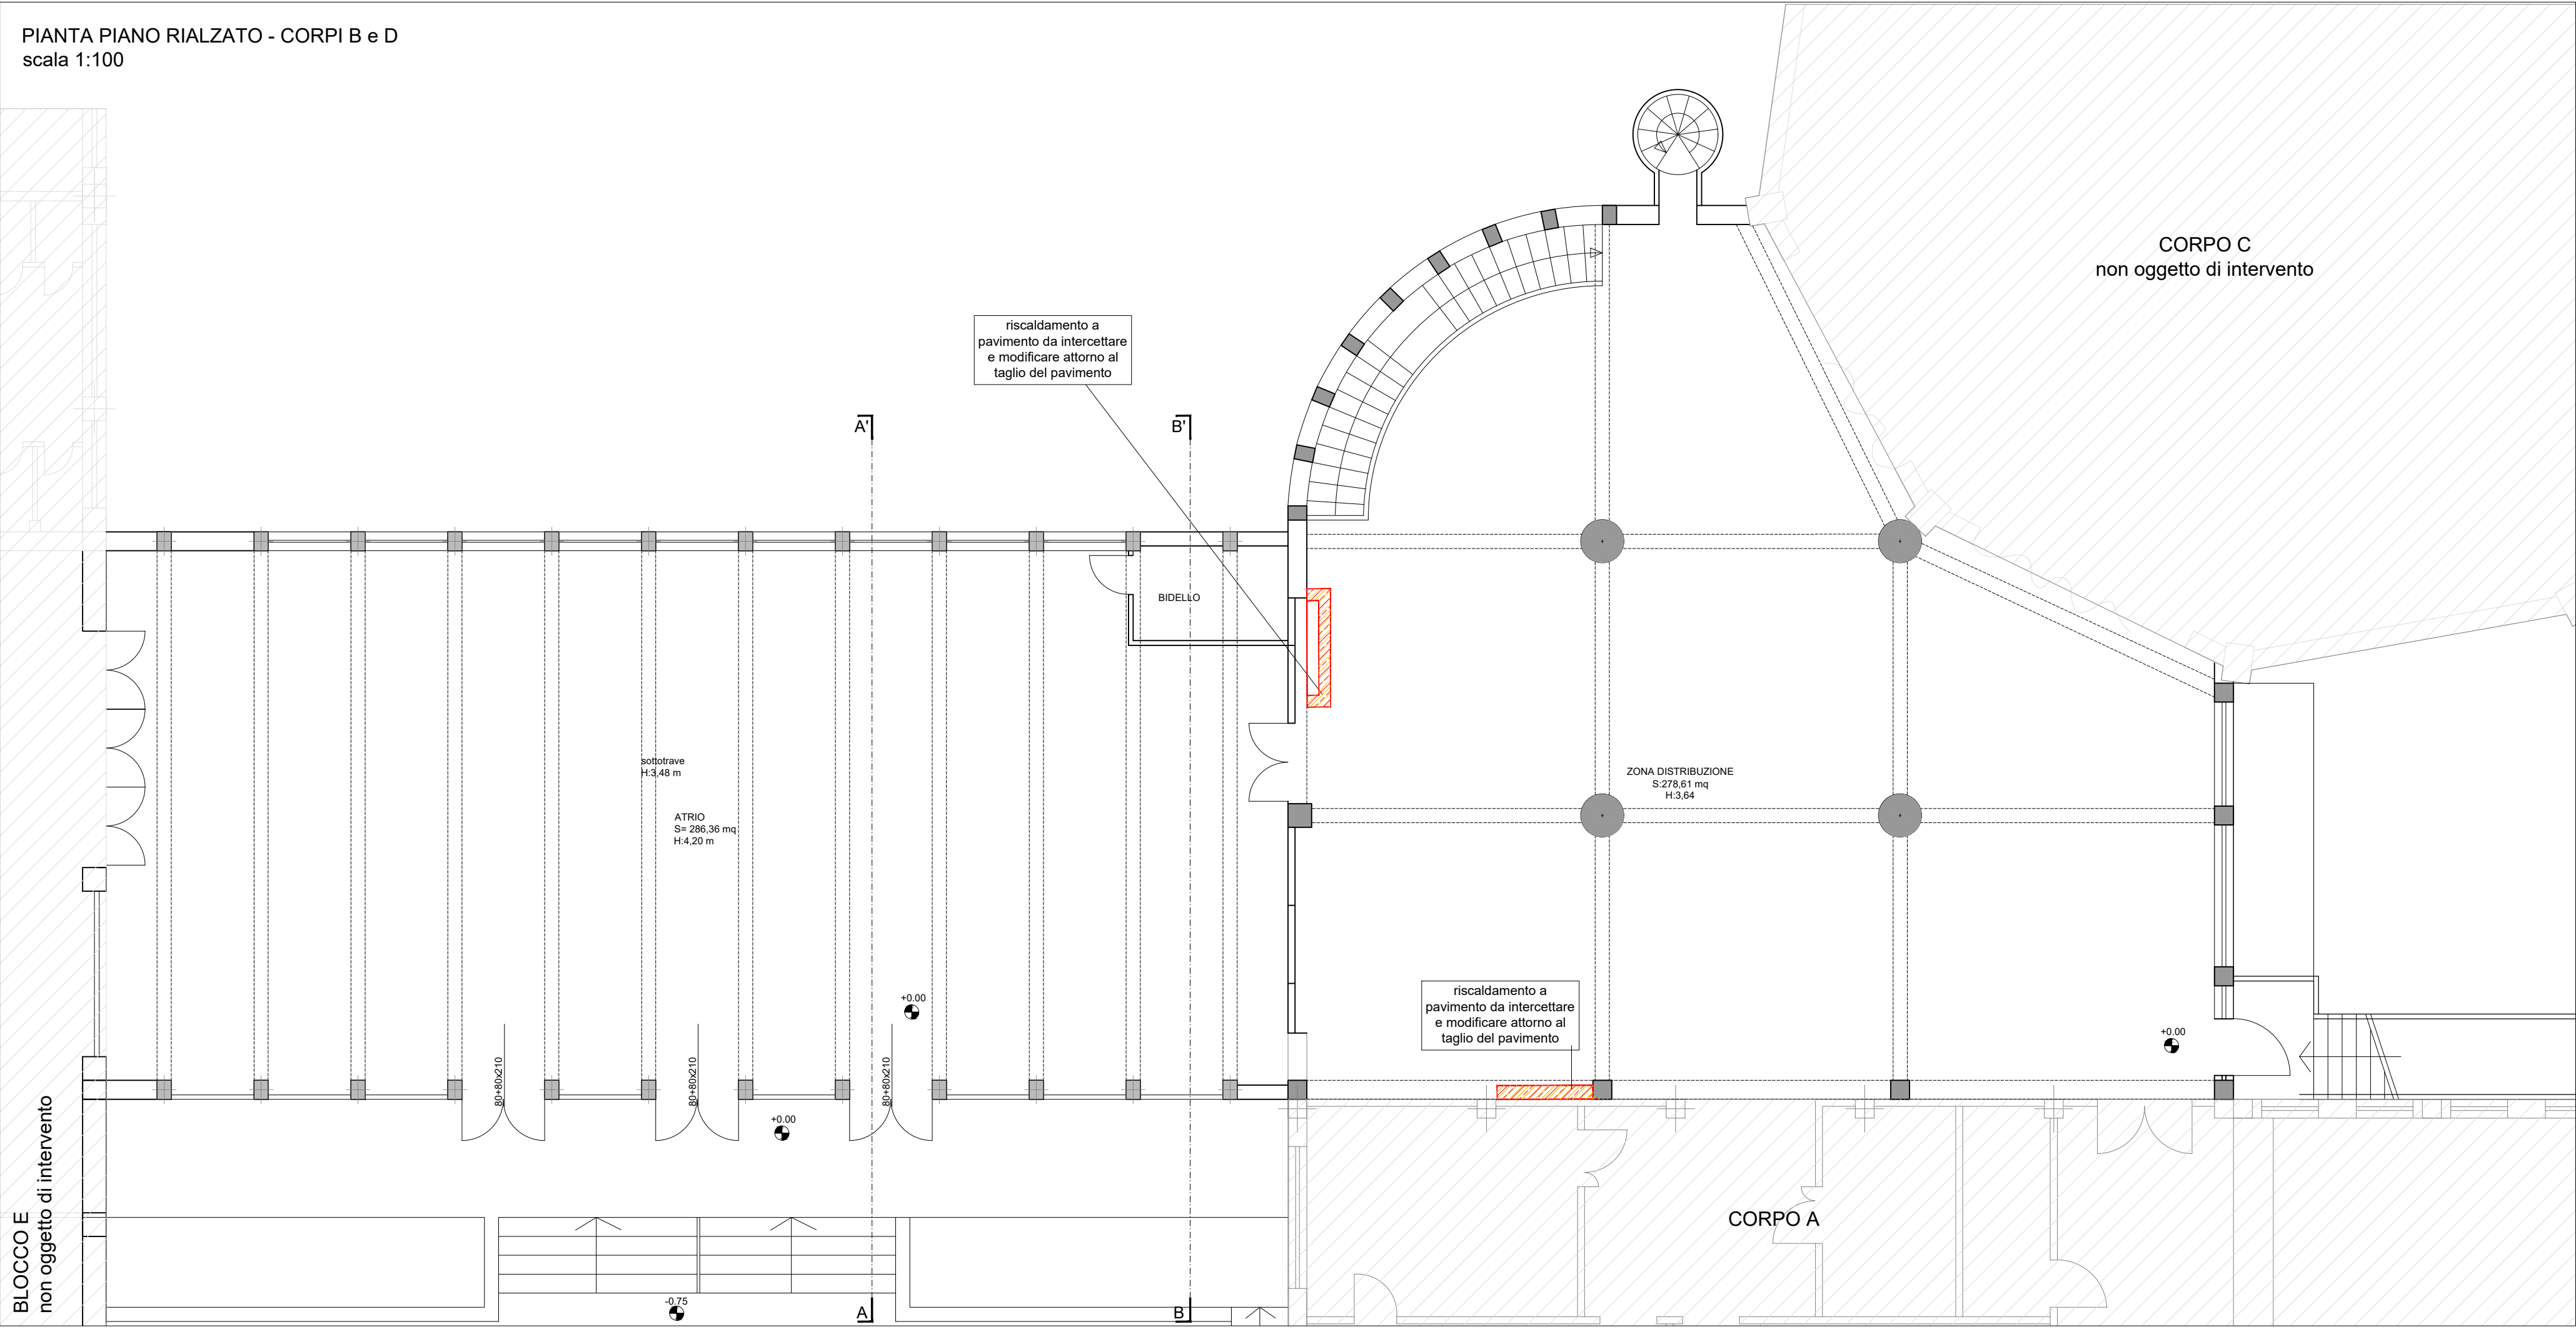 PIANTA PIANO RIALZATO - CORPI B e D
scala 1:100
CORPO C
non oggetto di intervento
riscaldamento a
pavimento da intercettare
e modificare attorno al
taglio del pavimento
A'
B'
BIDELLO
sottotrave
H:3,48 m
ATRIO
S= 286,36 mq
H:4,20 m
ZONA DISTRIBUZIONE
S:278,61 mq
H:3,64
riscaldamento a
pavimento da intercettare
e modificare attorno al
taglio del pavimento
+0.00
+0.00
80+80x210
80+80x210
80+80x210
+0.00
BLOCCO E
non oggetto di intervento
CORPO A
-0.75
A
B